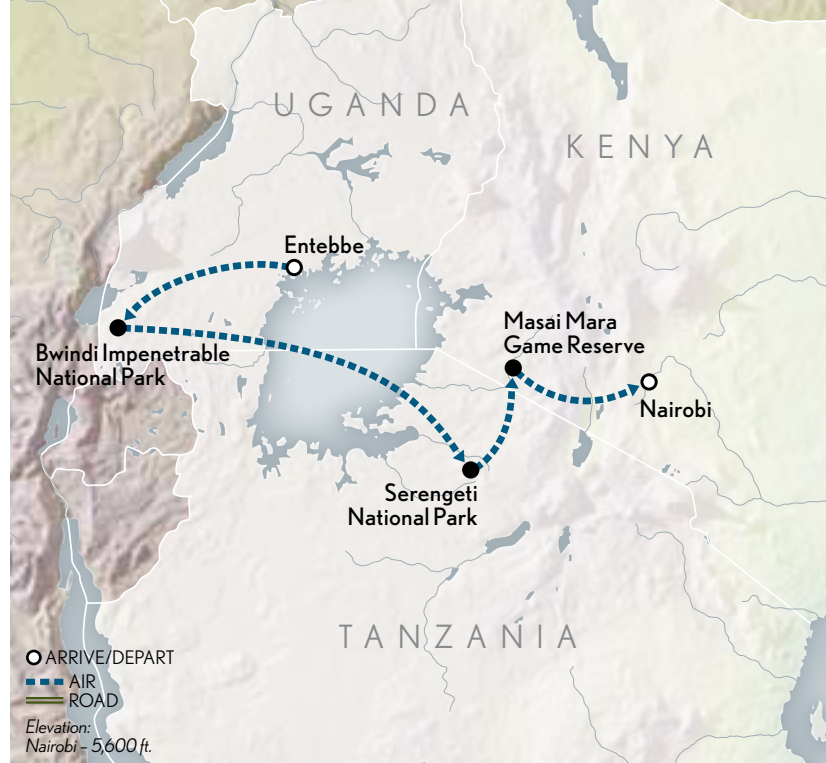 UGANDA
KENYA
Entebbe
Masai Mara
Game Reserve
Bwindi Impenetrable
National Park
Nairobi
Serengeti
National Park
TANZANIA
ARRIVE/DEPART
AIR
ROAD
Elevation:
Nairobi – 5,600 ft.